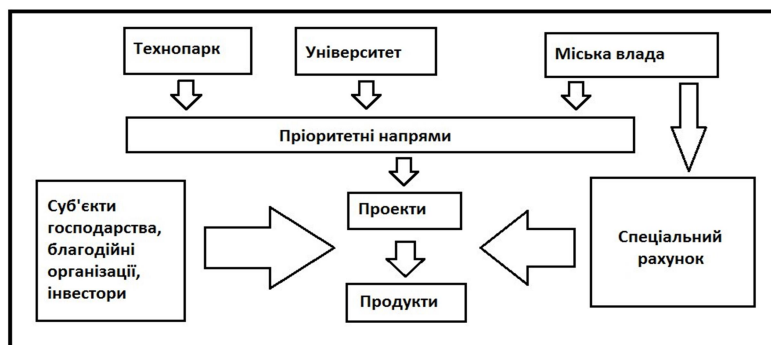 Технопарк
Університет
Міська влада
Пріоритетні напрями
Суб'єкти
господарства,
благодійні
організації,
інвестори
Проекти
Спеціальний
рахунок
Продукти